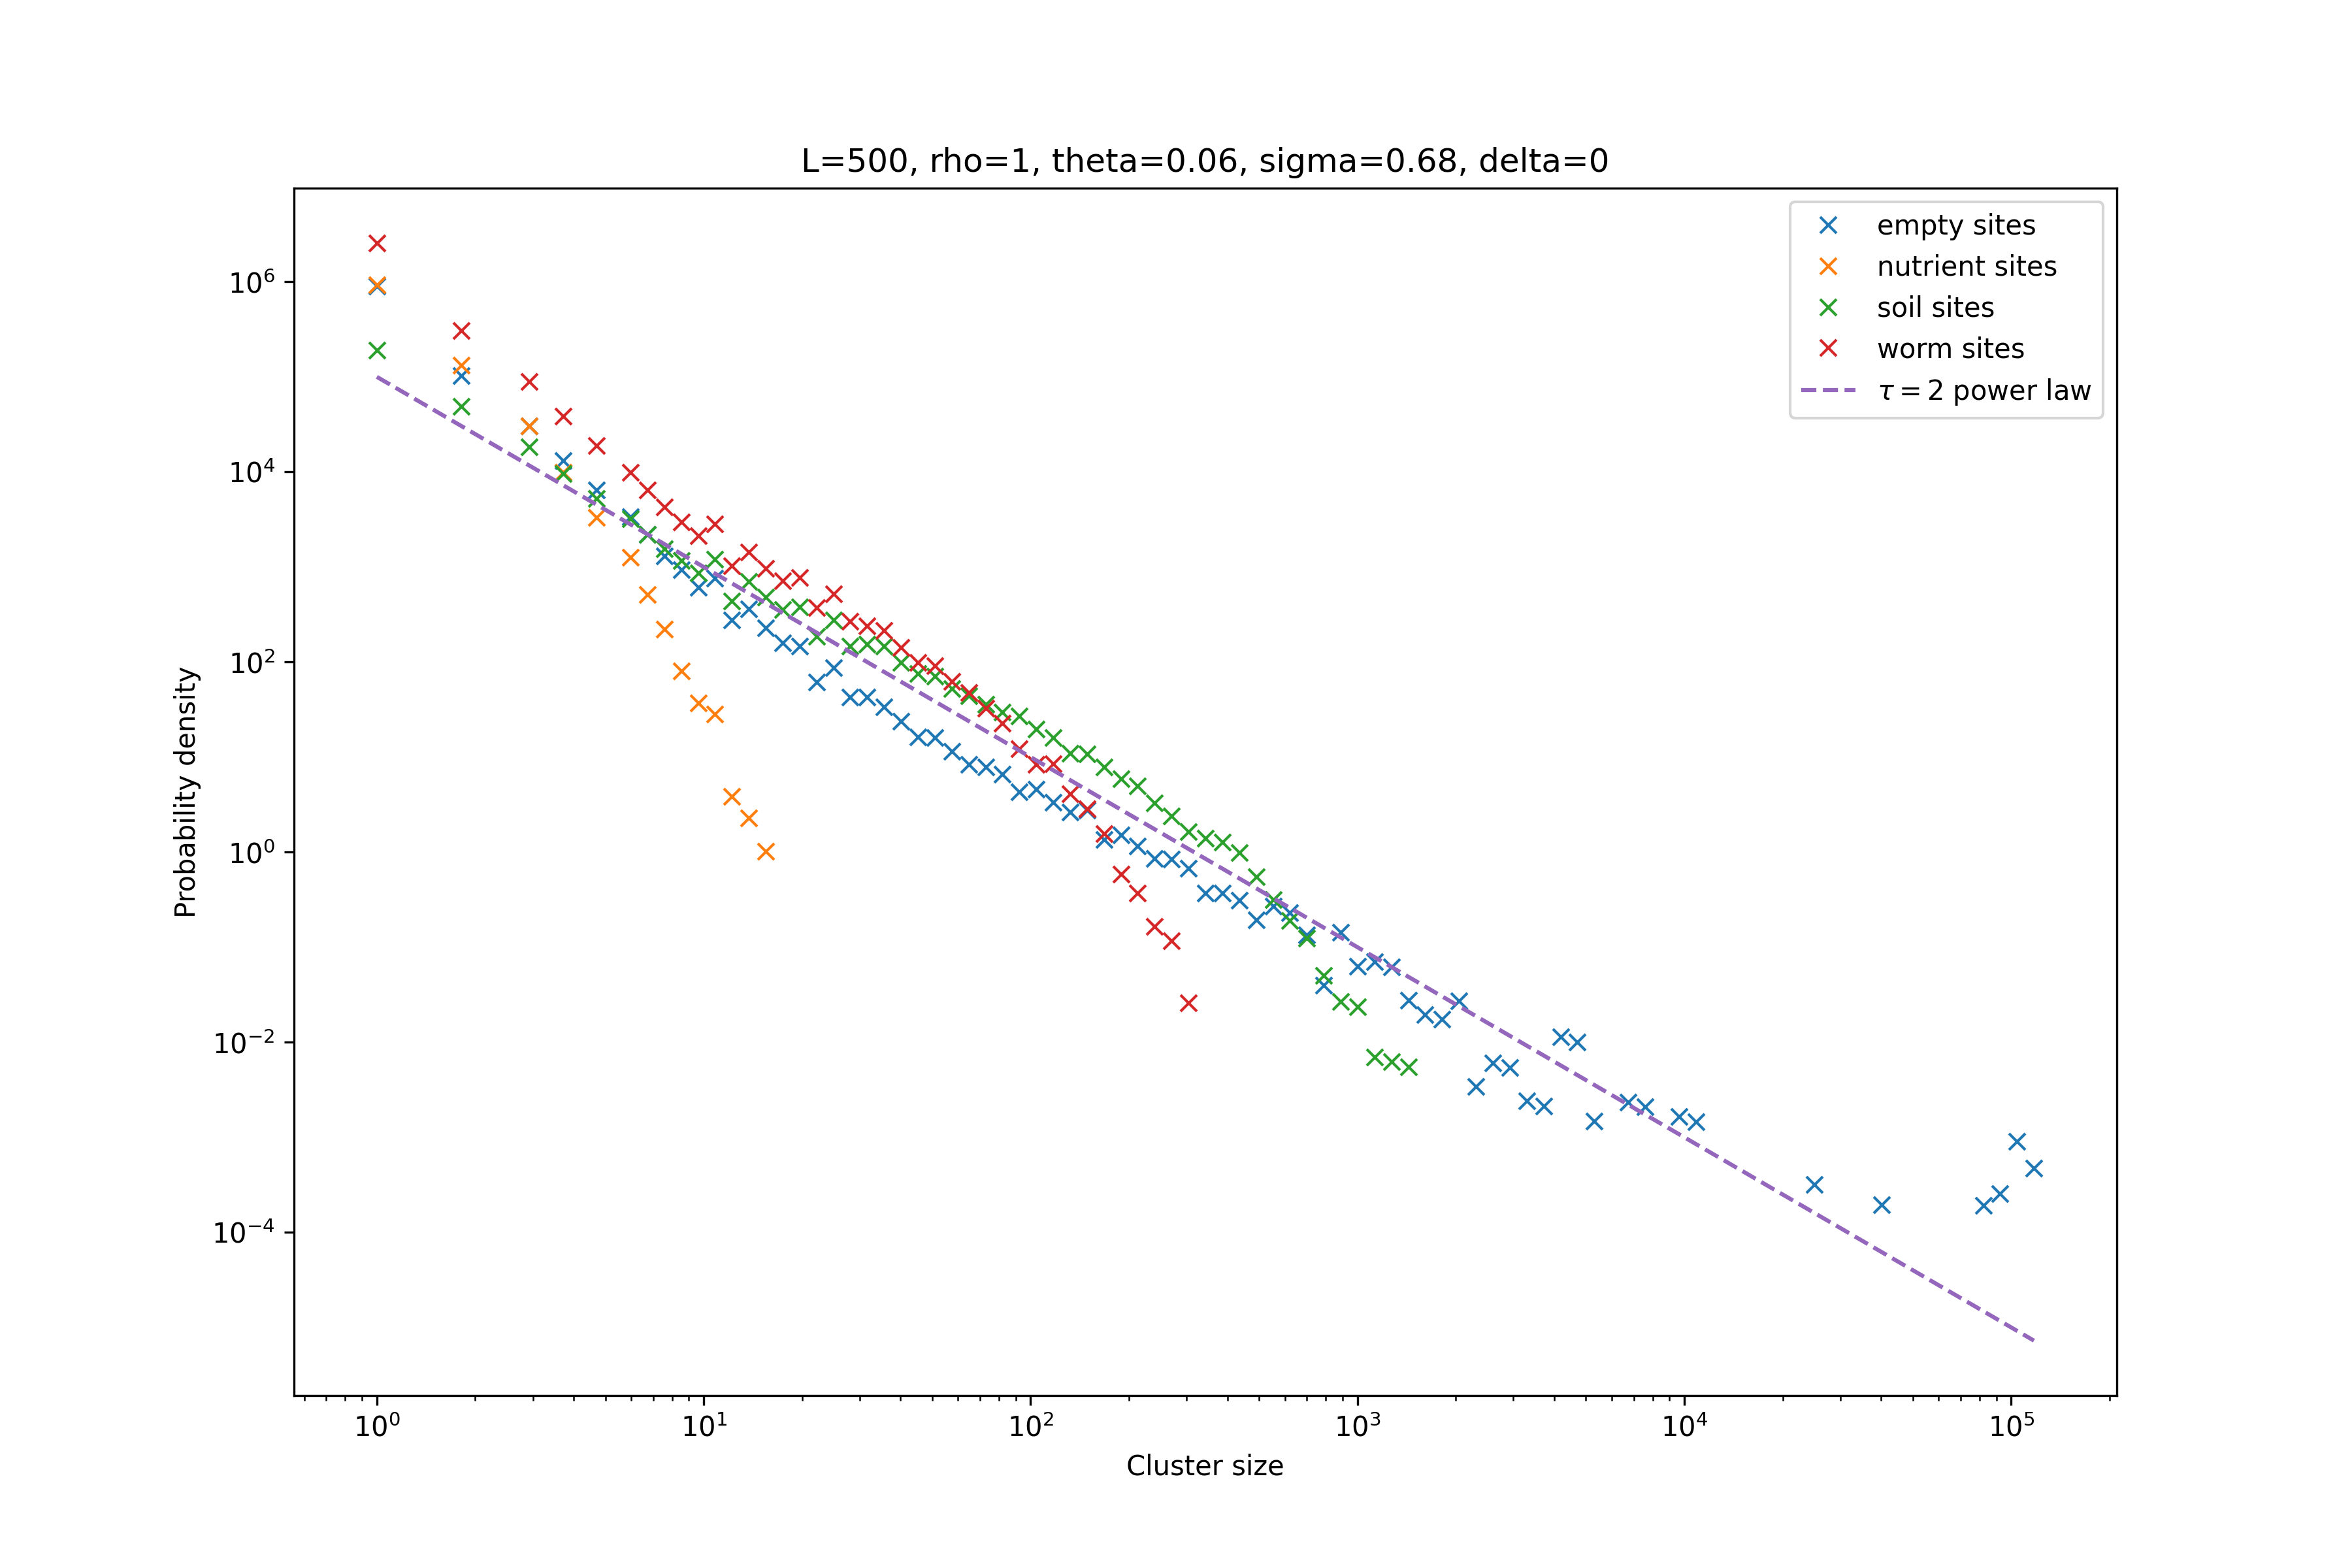 L=500, rho=1, theta=0.06, sigma=0.68, delta=0
empty sites
nutrient sites
soil sites
worm sites
τ = 2 power law
Probability density
10⁶
10⁴
10²
10⁰
10⁻²
10⁻⁴
10⁰ 10¹ 10² 10³ 10⁴ 10⁵
Cluster size